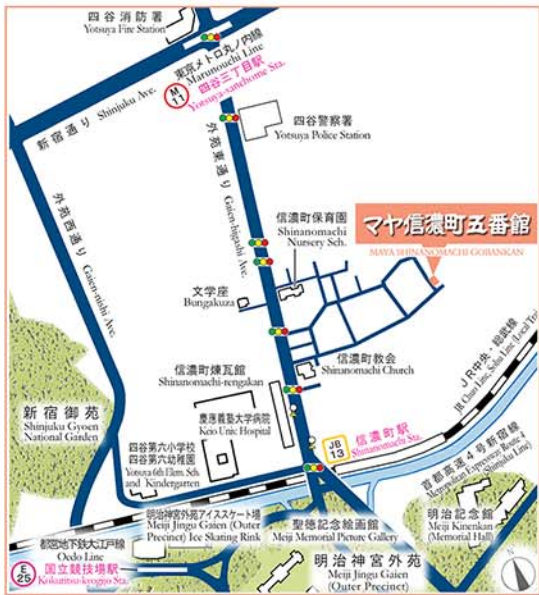 四谷消防署
Yotsuya Fire Station
東京メトロ丸ノ内線
Marunouchi Line
M
11
四谷三丁目駅
Yotsuya-sanchome Sta.
新宿通り Shinjuku Ave.
四谷警察署
Yotsuya Police Station
外苑東通り
Gaien-higashi Ave.
外苑西通り
Gaien-nishi Ave.
信濃町保育園
Shinanomachi
Nursery Sch.
マヤ信濃町五番館
MAYA SHINANOMACHI GOBANKAN
文学座
Bungakuza
信濃町煉瓦館
Shinanomachi-rengakan
信濃町教会
Shinanomachi Church
JR中央・総武線
JR Chuo Line, Sobu Line (Local Train)
新宿御苑
Shinjuku Gyoen
National Garden
慶應義塾大学病院
Keio Univ. Hospital
JB
13
信濃町駅
Shinanomachi Sta.
四谷第六小学校
四谷第六幼稚園
Yotsuya 6th Elem. Sch.
and Kindergarten
首都高速4号新宿線
Metropolitan Expressway Route 4
(Shinjuku Line)
明治神宮外苑アイススケート場
Meiji Jingu Gaien (Outer
Precinct) Ice Skating Rink
聖徳記念絵画館
Meiji Memorial Picture Gallery
明治記念館
Meiji Kinenkan
(Memorial Hall)
都営地下鉄大江戸線
Oedo Line
E
25
国立競技場駅
Kokuritsu-kyogijo Sta.
明治神宮外苑
Meiji Jingu Gaien
(Outer Precinct)